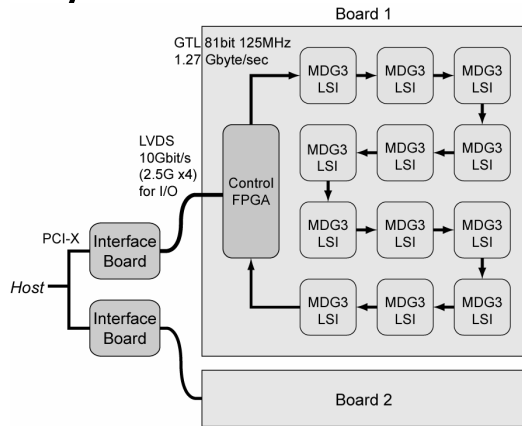 Board 1
GTL 81bit 125MHz
1.27 Gbyte/sec
MDG3
LSI
MDG3
LSI
MDG3
LSI
LVDS
10Gbit/s
(2.5G x4)
for I/O
Control
FPGA
MDG3
LSI
MDG3
LSI
MDG3
LSI
MDG3
LSI
MDG3
LSI
MDG3
LSI
PCI-X
Interface
Board
Host
MDG3
LSI
MDG3
LSI
MDG3
LSI
Interface
Board
Board 2